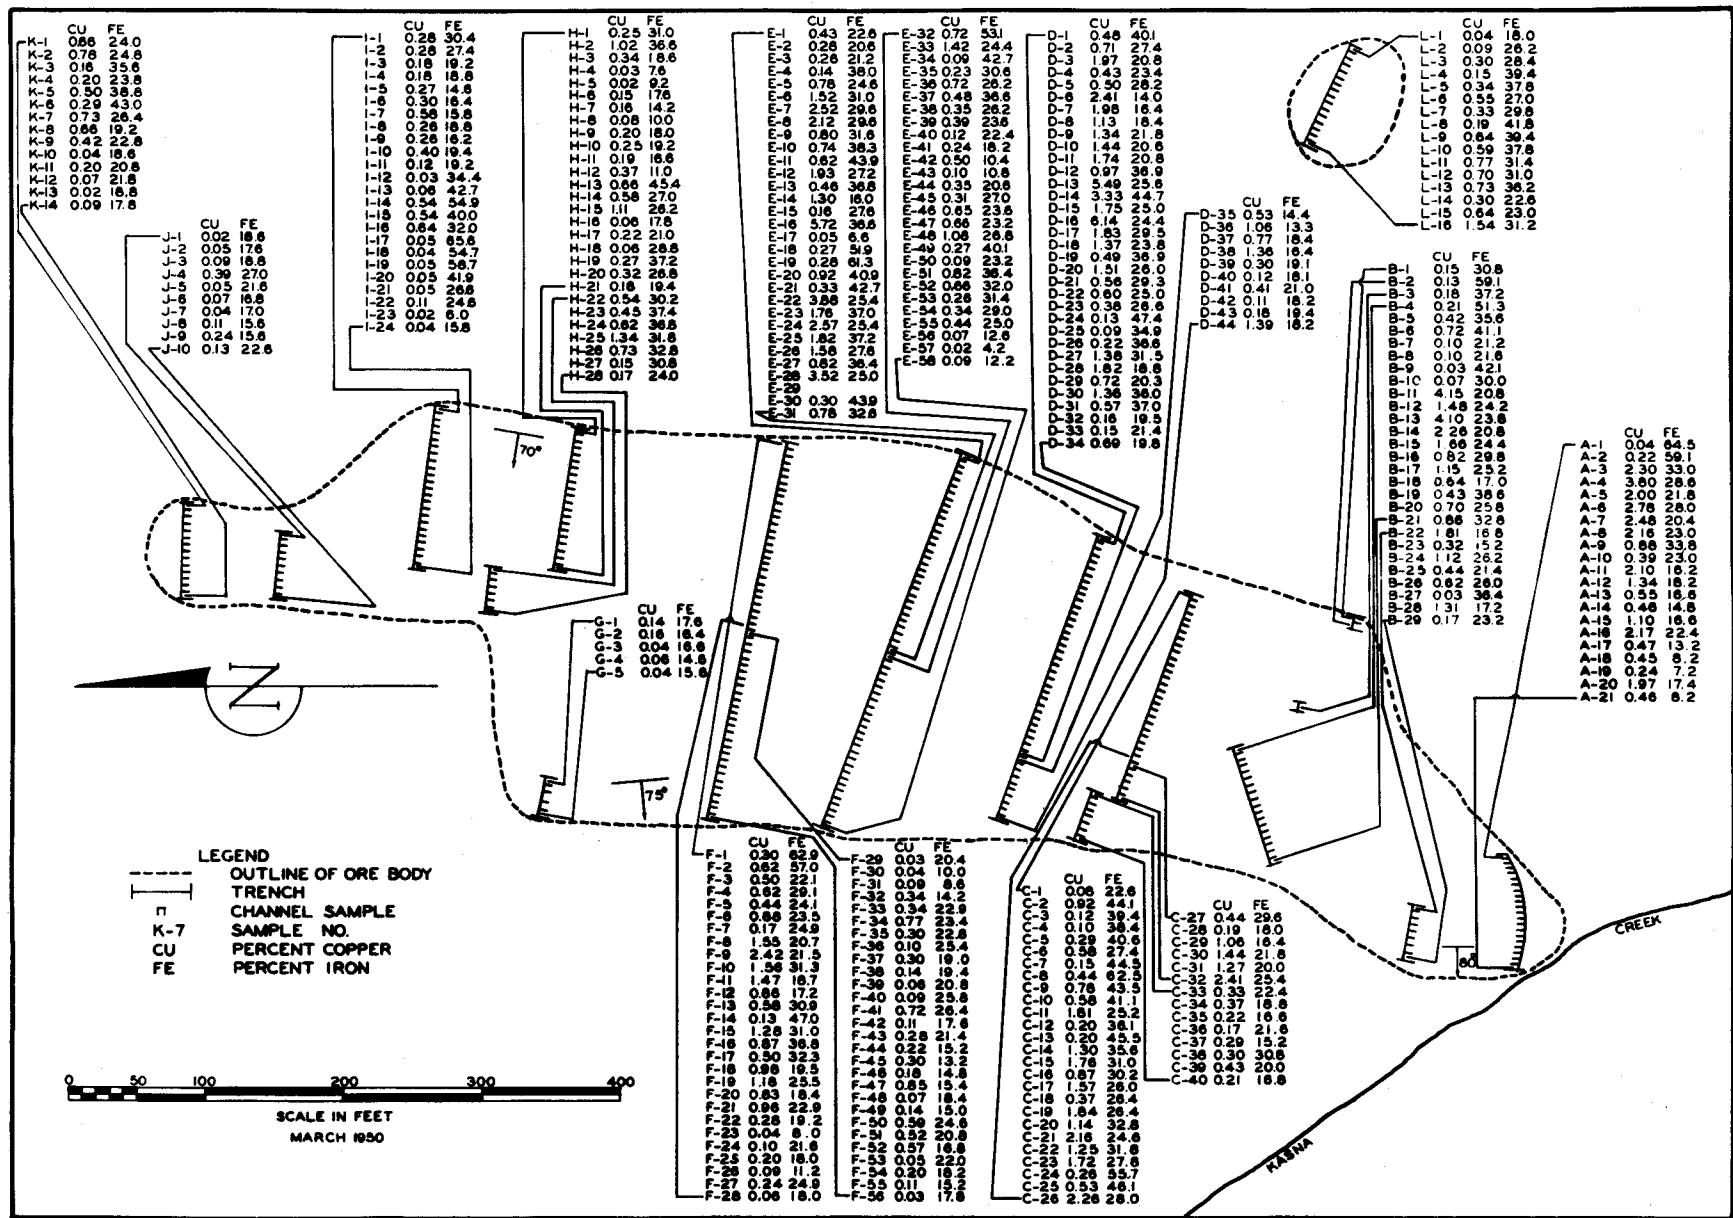 CU FE
K-1 0.66 24.0
K-2 0.78 24.8
K-3 0.16 35.6
K-4 0.20 23.8
K-5 0.50 38.8
K-6 0.29 43.0
K-7 0.73 26.4
K-8 0.66 19.2
K-9 0.42 22.8
K-10 0.04 18.6
K-11 0.20 20.8
K-12 0.07 21.8
K-13 0.02 18.8
K-14 0.09 17.8
CU FE
J-1 0.02 18.6
J-2 0.05 17.6
J-3 0.09 18.8
J-4 0.39 27.0
J-5 0.05 21.6
J-6 0.07 16.8
J-7 0.04 17.0
J-8 0.11 15.6
J-9 0.24 15.8
J-10 0.13 22.6
CU FE
I-1 0.28 30.4
I-2 0.28 27.4
I-3 0.18 19.2
I-4 0.18 18.8
I-5 0.27 14.6
I-6 0.30 16.4
I-7 0.58 15.8
I-8 0.26 18.8
I-9 0.26 16.2
I-10 0.40 19.4
I-11 0.12 19.2
I-12 0.03 34.4
I-13 0.06 42.7
I-14 0.54 54.9
I-15 0.54 40.0
I-16 0.64 32.0
I-17 0.05 65.6
I-18 0.04 54.7
I-19 0.05 56.7
I-20 0.05 41.9
I-21 0.05 26.6
I-22 0.11 24.6
I-23 0.02 6.0
I-24 0.04 15.8
CU FE
H-1 0.25 31.0
H-2 1.02 36.6
H-3 0.34 18.6
H-4 0.03 7.6
H-5 0.02 9.2
H-6 0.15 17.6
H-7 0.16 14.2
H-8 0.08 10.0
H-9 0.20 18.0
H-10 0.25 19.2
H-11 0.19 16.6
H-12 0.37 11.0
H-13 0.66 45.4
H-14 0.58 27.0
H-15 1.11 26.2
H-16 0.06 17.8
H-17 0.22 21.0
H-18 0.06 28.8
H-19 0.27 37.2
H-20 0.32 26.8
H-21 0.18 19.4
H-22 0.54 30.2
H-23 0.45 37.4
H-24 0.62 36.8
H-25 1.34 31.8
H-26 0.73 32.8
H-27 0.15 30.8
H-28 0.17 24.0
CU FE
E-1 0.43 22.6
E-2 0.28 20.6
E-3 0.26 21.2
E-4 0.14 38.0
E-5 0.78 24.6
E-6 1.52 31.0
E-7 2.52 29.6
E-8 2.12 29.6
E-9 0.80 31.6
E-10 0.74 38.3
E-11 0.62 43.9
E-12 1.93 27.2
E-13 0.46 36.8
E-14 1.30 16.0
E-15 0.16 27.6
E-16 5.72 36.8
E-17 0.05 6.6
E-18 0.27 51.9
E-19 0.28 61.3
E-20 0.92 40.9
E-21 0.33 42.7
E-22 3.88 25.4
E-23 1.76 37.0
E-24 2.57 25.4
E-25 1.82 37.2
E-26 1.58 27.6
E-27 0.82 36.4
E-28 3.52 25.0
E-29
E-30 0.30 43.9
E-31 0.78 32.8
CU FE
E-32 0.72 53.1
E-33 1.42 24.4
E-34 0.09 42.7
E-35 0.23 30.6
E-36 0.72 26.2
E-37 0.48 36.6
E-38 0.35 26.2
E-39 0.39 23.6
E-40 0.12 22.4
E-41 0.24 18.2
E-42 0.50 10.4
E-43 0.10 10.8
E-44 0.35 20.6
E-45 0.31 27.0
E-46 0.65 23.6
E-47 0.66 23.2
E-48 1.08 26.8
E-49 0.27 40.1
E-50 0.09 23.2
E-51 0.82 36.4
E-52 0.66 32.0
E-53 0.26 31.4
E-54 0.34 29.0
E-55 0.44 25.0
E-56 0.07 12.6
E-57 0.02 4.2
E-58 0.09 12.2
CU FE
D-1 0.48 40.1
D-2 0.71 27.4
D-3 1.97 20.8
D-4 0.43 23.4
D-5 0.50 28.2
D-6 2.41 14.0
D-7 1.98 16.4
D-8 1.13 18.4
D-9 1.34 21.8
D-10 1.44 20.6
D-11 1.74 20.8
D-12 0.97 36.9
D-13 5.49 25.6
D-14 3.33 44.7
D-15 1.75 25.0
D-16 6.14 24.4
D-17 1.83 29.5
D-18 1.37 23.8
D-19 0.49 36.9
D-20 1.51 26.0
D-21 0.56 29.3
D-22 0.60 25.0
D-23 0.38 26.6
D-24 0.13 47.4
D-25 0.09 34.9
D-26 0.22 36.6
D-27 1.38 31.5
D-28 1.82 18.8
D-29 0.72 20.3
D-30 1.36 38.0
D-31 0.57 37.0
D-32 0.16 19.5
D-33 0.15 21.4
D-34 0.69 19.8
CU FE
D-35 0.53 14.4
D-36 1.06 13.3
D-37 0.77 18.4
D-38 1.36 16.4
D-39 0.30 19.1
D-40 0.12 18.1
D-41 0.41 21.0
D-42 0.11 18.2
D-43 0.18 19.4
D-44 1.39 18.2
CU FE
L-1 0.04 18.0
L-2 0.09 26.2
L-3 0.30 28.4
L-4 0.15 39.4
L-5 0.34 37.8
L-6 0.55 27.0
L-7 0.33 29.8
L-8 0.19 41.8
L-9 0.64 39.4
L-10 0.59 37.8
L-11 0.77 31.4
L-12 0.70 31.0
L-13 0.73 36.2
L-14 0.30 22.6
L-15 0.64 23.0
L-16 1.54 31.2
CU FE
B-1 0.15 30.8
B-2 0.13 59.1
B-3 0.18 37.2
B-4 0.21 51.3
B-5 0.42 35.6
B-6 0.72 41.1
B-7 0.10 21.2
B-8 0.10 21.6
B-9 0.03 42.1
B-10 0.07 30.0
B-11 4.15 20.8
B-12 1.48 24.2
B-13 4.10 23.8
B-14 2.26 20.8
B-15 1.66 24.4
B-16 0.82 29.8
B-17 1.15 25.2
B-18 0.64 17.0
B-19 0.43 38.6
B-20 0.70 25.8
B-21 0.86 32.8
B-22 1.81 16.8
B-23 0.32 15.2
B-24 1.12 26.2
B-25 0.44 21.4
B-26 0.62 26.0
B-27 0.03 36.4
B-28 1.31 17.2
B-29 0.17 23.2
CU FE
A-1 0.04 64.5
A-2 0.22 59.1
A-3 2.30 33.0
A-4 3.80 28.6
A-5 2.00 21.8
A-6 2.78 28.0
A-7 2.48 20.4
A-8 2.16 23.0
A-9 0.88 33.8
A-10 0.39 23.0
A-11 2.10 16.2
A-12 1.34 18.2
A-13 0.55 16.6
A-14 0.46 14.8
A-15 1.10 16.6
A-16 2.17 22.4
A-17 0.47 13.2
A-18 0.45 8.2
A-19 0.24 7.2
A-20 1.97 17.4
A-21 0.46 8.2
70°
N
CU FE
G-1 0.14 17.6
G-2 0.16 16.4
G-3 0.04 16.6
G-4 0.06 14.8
G-5 0.04 15.8
75°
80°
LEGEND
OUTLINE OF ORE BODY
TRENCH
CHANNEL SAMPLE
K-7 SAMPLE NO.
CU PERCENT COPPER
FE PERCENT IRON
0 50 100 200 300 400
SCALE IN FEET
MARCH 1950
CU FE
F-1 0.30 62.9
F-2 0.62 57.0
F-3 0.50 22.1
F-4 0.62 29.1
F-5 0.44 24.1
F-6 0.68 23.5
F-7 0.17 24.9
F-8 1.55 20.7
F-9 2.42 21.5
F-10 1.56 31.3
F-11 1.47 18.7
F-12 0.86 17.2
F-13 0.58 30.9
F-14 0.13 47.0
F-15 1.28 31.0
F-16 0.87 36.8
F-17 0.50 32.3
F-18 0.98 19.5
F-19 1.18 25.5
F-20 0.83 18.4
F-21 0.96 22.9
F-22 0.28 19.2
F-23 0.04 8.0
F-24 0.10 21.8
F-25 0.20 18.0
F-26 0.09 11.2
F-27 0.24 24.9
F-28 0.06 18.0
CU FE
F-29 0.03 20.4
F-30 0.04 10.0
F-31 0.09 8.6
F-32 0.34 14.2
F-33 0.34 22.9
F-34 0.77 23.4
F-35 0.30 22.8
F-36 0.10 25.4
F-37 0.30 19.0
F-38 0.14 19.4
F-39 0.06 20.8
F-40 0.09 25.8
F-41 0.72 26.4
F-42 0.11 17.6
F-43 0.28 21.4
F-44 0.22 15.2
F-45 0.30 13.2
F-46 0.18 14.8
F-47 0.85 15.4
F-48 0.07 18.4
F-49 0.14 15.0
F-50 0.59 24.6
F-51 0.52 20.8
F-52 0.57 16.8
F-53 0.05 22.0
F-54 0.20 18.2
F-55 0.11 15.2
F-56 0.03 17.8
CU FE
C-1 0.08 22.6
C-2 0.92 44.1
C-3 0.12 39.4
C-4 0.10 38.4
C-5 0.29 40.6
C-6 0.58 27.4
C-7 0.15 44.5
C-8 0.44 62.5
C-9 0.78 43.5
C-10 0.58 41.1
C-11 1.81 25.2
C-12 0.20 36.1
C-13 0.20 45.5
C-14 1.30 35.6
C-15 1.76 31.0
C-16 0.87 30.2
C-17 1.57 26.0
C-18 0.37 26.4
C-19 1.84 26.4
C-20 1.14 32.8
C-21 2.16 24.6
C-22 1.25 31.8
C-23 1.72 27.8
C-24 0.26 55.7
C-25 0.53 46.1
C-26 2.26 28.0
CU FE
C-27 0.44 29.6
C-28 0.19 18.0
C-29 1.06 16.4
C-30 1.44 21.8
C-31 1.27 20.0
C-32 2.41 25.4
C-33 0.33 22.4
C-34 0.37 18.8
C-35 0.22 16.6
C-36 0.17 21.6
C-37 0.29 15.2
C-38 0.30 30.8
C-39 0.43 20.0
C-40 0.21 16.8
KASNA CREEK